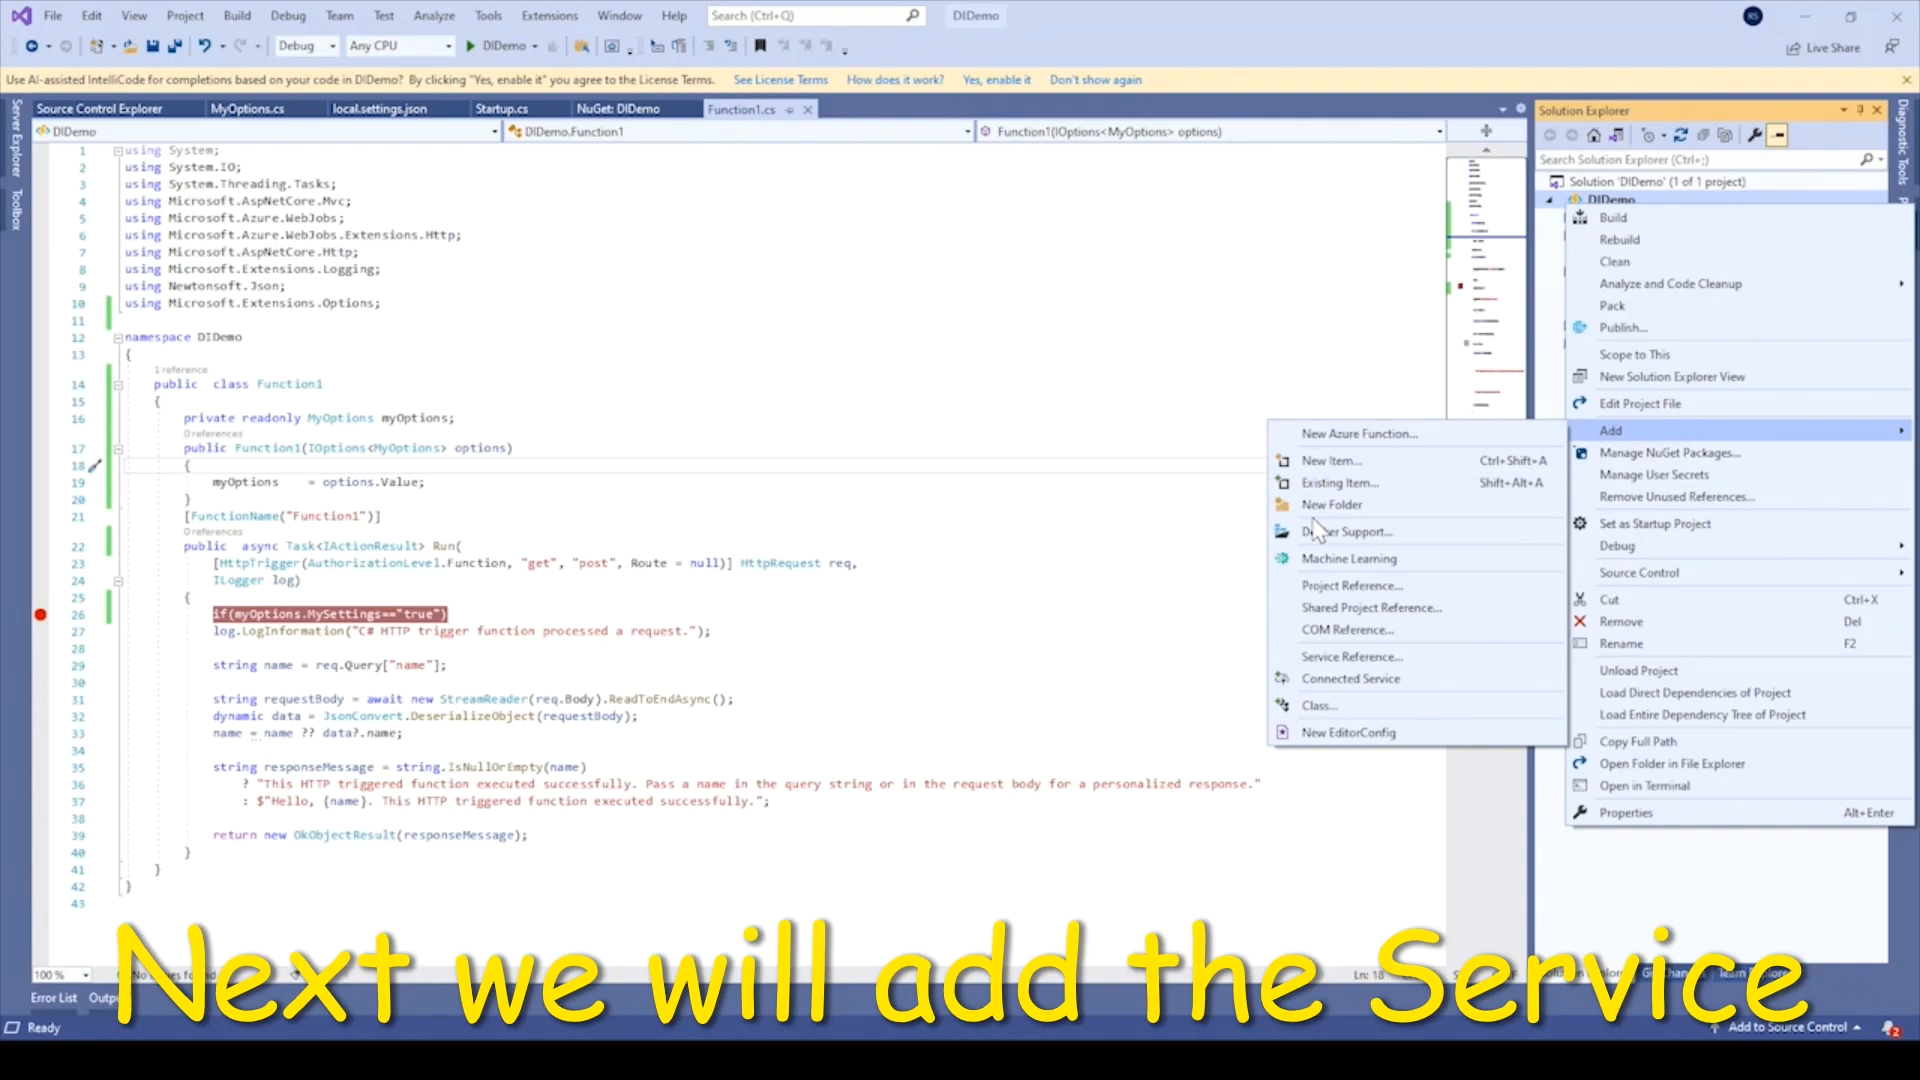 File Edit View Project Build Debug Team Test Analyze Tools Extensions Window Help Search (Ctrl+Q) DIDemo RS
Debug Any CPU DIDemo Live Share
Use AI-assisted IntelliCode for completions based on your code in DIDemo? By clicking "Yes, enable it" you agree to the License Terms. See License Terms How does it work? Yes, enable it Don't show again
Server Explorer
Toolbox
Source Control Explorer MyOptions.cs local.settings.json Startup.cs NuGet: DIDemo Function1.cs
DIDemo DIDemo.Function1 Function1(IOptions<MyOptions> options)
1 using System;
2 using System.IO;
3 using System.Threading.Tasks;
4 using Microsoft.AspNetCore.Mvc;
5 using Microsoft.Azure.WebJobs;
6 using Microsoft.Azure.WebJobs.Extensions.Http;
7 using Microsoft.AspNetCore.Http;
8 using Microsoft.Extensions.Logging;
9 using Newtonsoft.Json;
10 using Microsoft.Extensions.Options;
11
12 namespace DIDemo
13 {
1 reference
14 public class Function1
15 {
16 private readonly MyOptions myOptions;
0 references
17 public Function1(IOptions<MyOptions> options)
18 {
19 myOptions = options.Value;
20 }
21 [FunctionName("Function1")]
0 references
22 public async Task<IActionResult> Run(
23 [HttpTrigger(AuthorizationLevel.Function, "get", "post", Route = null)] HttpRequest req,
24 ILogger log)
25 {
26 if(myOptions.MySettings=="true")
27 log.LogInformation("C# HTTP trigger function processed a request.");
28
29 string name = req.Query["name"];
30
31 string requestBody = await new StreamReader(req.Body).ReadToEndAsync();
32 dynamic data = JsonConvert.DeserializeObject(requestBody);
33 name = name ?? data?.name;
34
35 string responseMessage = string.IsNullOrEmpty(name)
36 ? "This HTTP triggered function executed successfully. Pass a name in the query string or in the request body for a personalized response."
37 : $"Hello, {name}. This HTTP triggered function executed successfully.";
38
39 return new OkObjectResult(responseMessage);
40 }
41 }
42 }
43
New Azure Function...
New Item... Ctrl+Shift+A
Existing Item... Shift+Alt+A
New Folder
Support...
Machine Learning
Project Reference...
Shared Project Reference...
COM Reference...
Service Reference...
Connected Service
Class...
New EditorConfig
Solution Explorer
Search Solution Explorer (Ctrl+;)
Solution 'DIDemo' (1 of 1 project)
DIDemo
Build
Rebuild
Clean
Analyze and Code Cleanup
Pack
Publish...
Scope to This
New Solution Explorer View
Edit Project File
Add
Manage NuGet Packages...
Manage User Secrets
Remove Unused References...
Set as Startup Project
Debug
Source Control
Cut Ctrl+X
Remove Del
Rename F2
Unload Project
Load Direct Dependencies of Project
Load Entire Dependency Tree of Project
Copy Full Path
Open Folder in File Explorer
Open in Terminal
Properties Alt+Enter
Diagnostic Tools
100 % Ln: 18
Error List
Next we will add the Service
Ready Add to Source Control 2